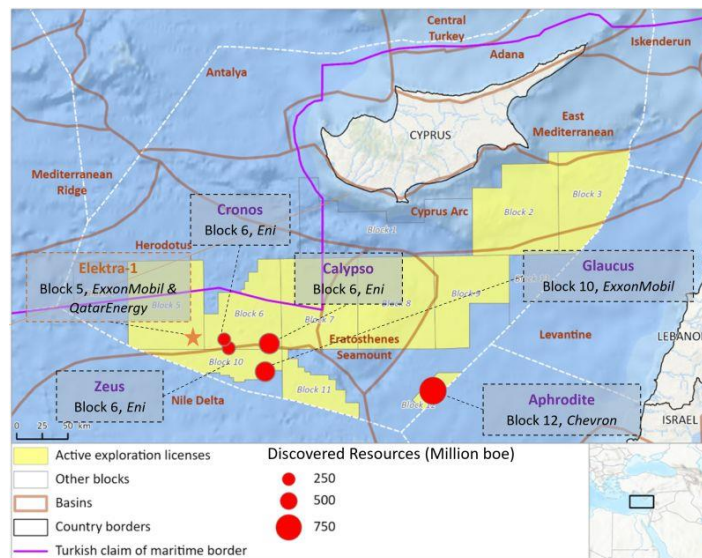 Central
Turkey
Iskenderun
Adana
Antalya
CYPRUS
East
Mediterranean
Mediterranean
Ridge
Block 3
Block 2
Cronos
Block 6, Eni
Cyprus Arc
Block 1
Herodotus
Elektra-1
Block 5, ExxonMobil &
QatarEnergy
Calypso
Block 6, Eni
Glaucus
Block 10, ExxonMobil
Block 5
Block 6
Block 7
Block 8
Block 9
Eratosthenes
Seamount
Levantine
LEBANON
Block 10
Block 11
Zeus
Block 6, Eni
Nile Delta
Aphrodite
Block 12, Chevron
ISRAEL
0 25 50 km
Active exploration licenses
Other blocks
Basins
Country borders
Turkish claim of maritime border
Discovered Resources (Million boe)
250
500
750